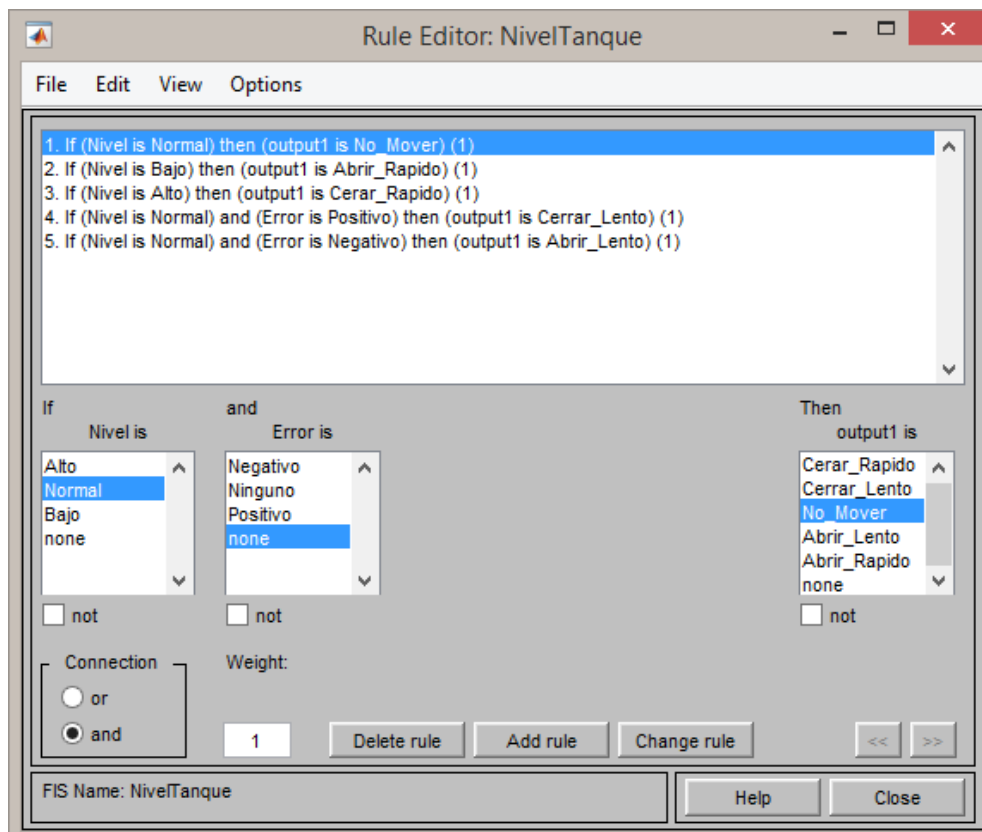 Rule Editor: NivelTanque
File Edit View Options
1. If (Nivel is Normal) then (output1 is No_Mover) (1)
2. If (Nivel is Bajo) then (output1 is Abrir_Rapido) (1)
3. If (Nivel is Alto) then (output1 is Cerar_Rapido) (1)
4. If (Nivel is Normal) and (Error is Positivo) then (output1 is Cerrar_Lento) (1)
5. If (Nivel is Normal) and (Error is Negativo) then (output1 is Abrir_Lento) (1)
If
Nivel is
Alto
Normal
Bajo
none
not
and
Error is
Negativo
Ninguno
Positivo
none
not
Then
output1 is
Cerar_Rapido
Cerrar_Lento
No_Mover
Abrir_Lento
Abrir_Rapido
none
not
Connection
or
and
Weight:
1
Delete rule
Add rule
Change rule
<<
>>
FIS Name: NivelTanque
Help
Close